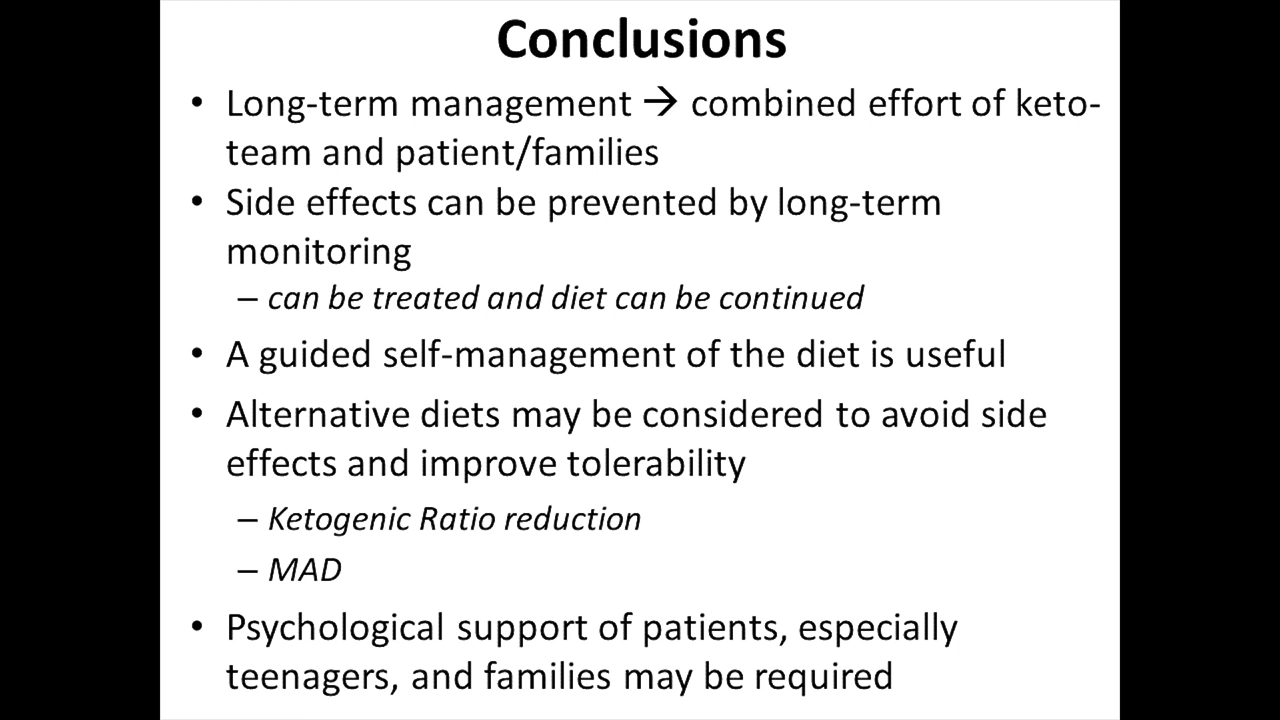 Conclusions
• Long-term management → combined effort of keto-
team and patient/families
• Side effects can be prevented by long-term
monitoring
– can be treated and diet can be continued
• A guided self-management of the diet is useful
• Alternative diets may be considered to avoid side
effects and improve tolerability
– Ketogenic Ratio reduction
– MAD
• Psychological support of patients, especially
teenagers, and families may be required